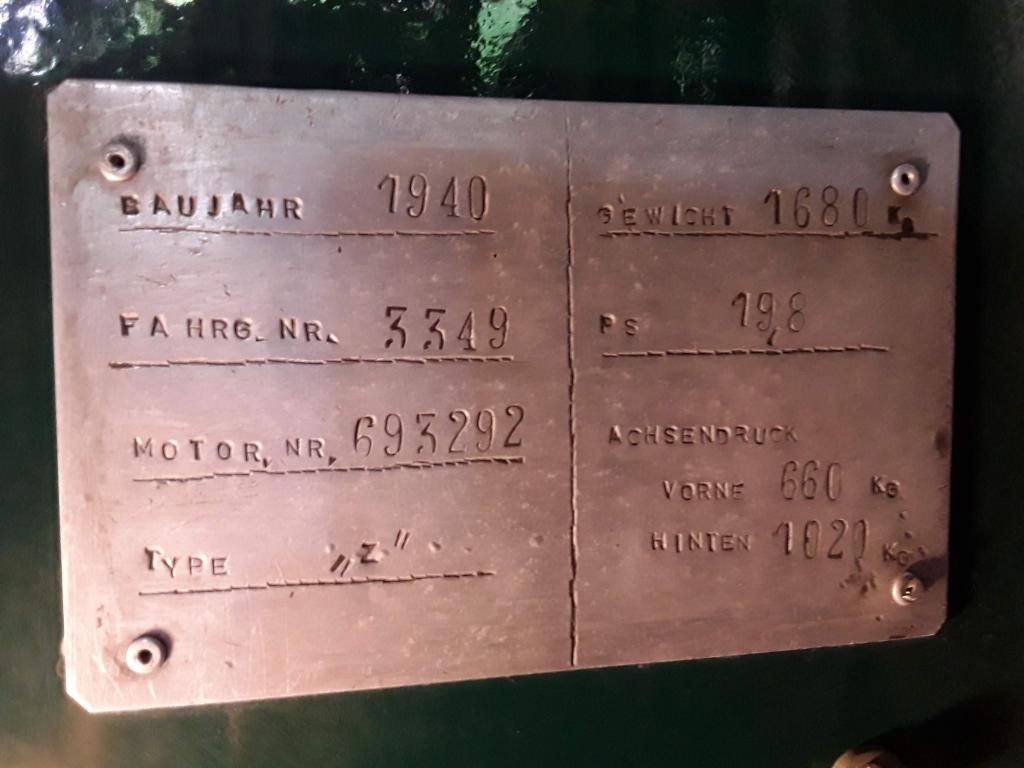 BAUJAHR 1940
FAHRG. NR. 3349
MOTOR, NR, 693292
TYPE „Z"
GEWICHT 1680 KG
PS 19,8
ACHSENDRUCK
VORNE 660 KG
HINTEN 1020 KG